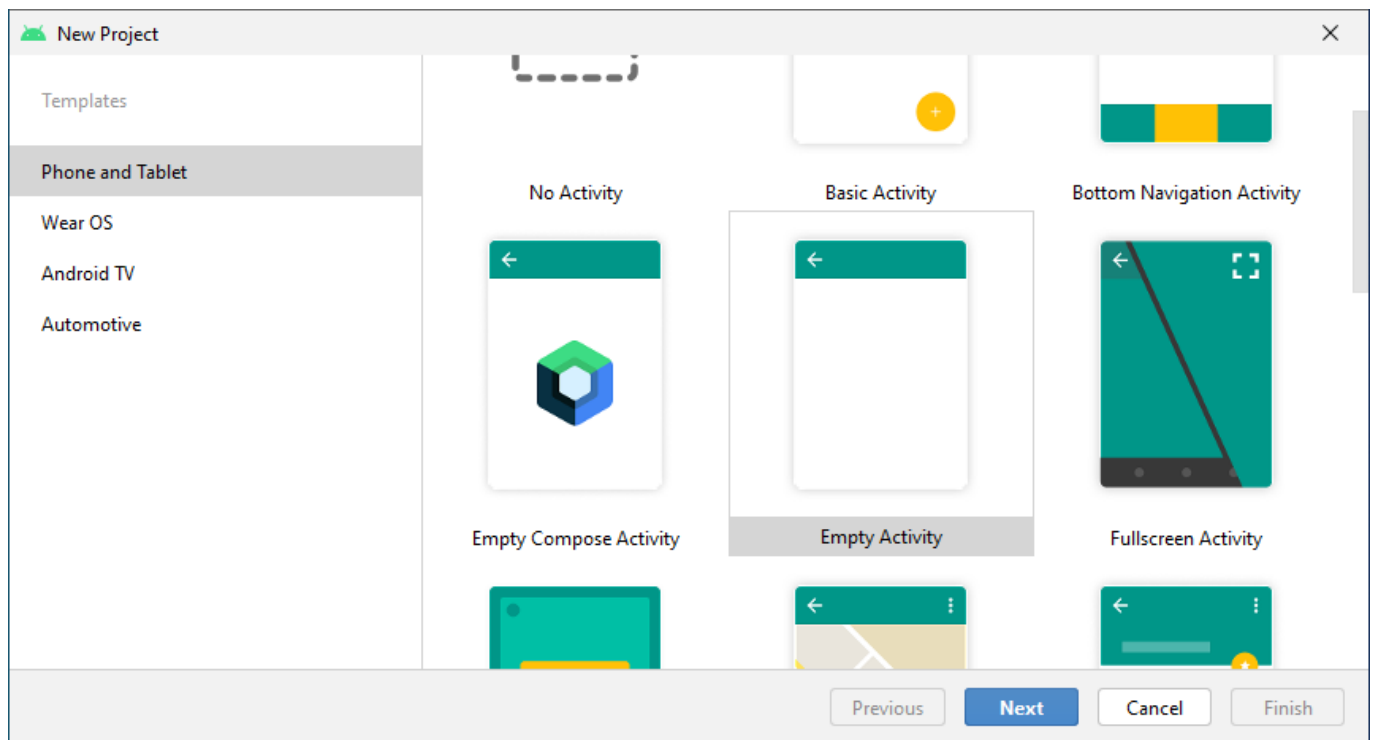 New Project
Templates
Phone and Tablet
Wear OS
Android TV
Automotive
No Activity
Basic Activity
Bottom Navigation Activity
Empty Compose Activity
Empty Activity
Fullscreen Activity
Previous
Next
Cancel
Finish